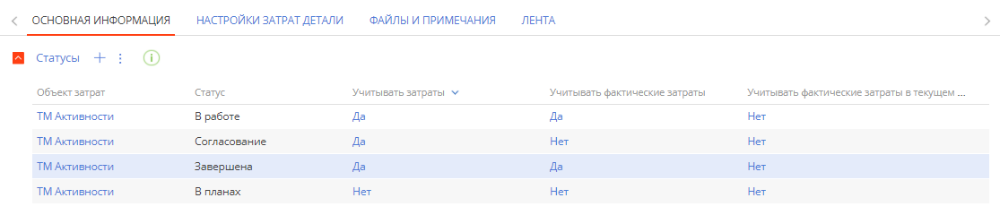 ОСНОВНАЯ ИНФОРМАЦИЯ НАСТРОЙКИ ЗАТРАТ ДЕТАЛИ ФАЙЛЫ И ПРИМЕЧАНИЯ ЛЕНТА
Статусы
Объект затрат Статус Учитывать затраты Учитывать фактические затраты Учитывать фактические затраты в текущем ...
ТМ Активности В работе Да Да Нет
ТМ Активности Согласование Да Нет Нет
ТМ Активности Завершена Да Да Нет
ТМ Активности В планах Нет Нет Нет